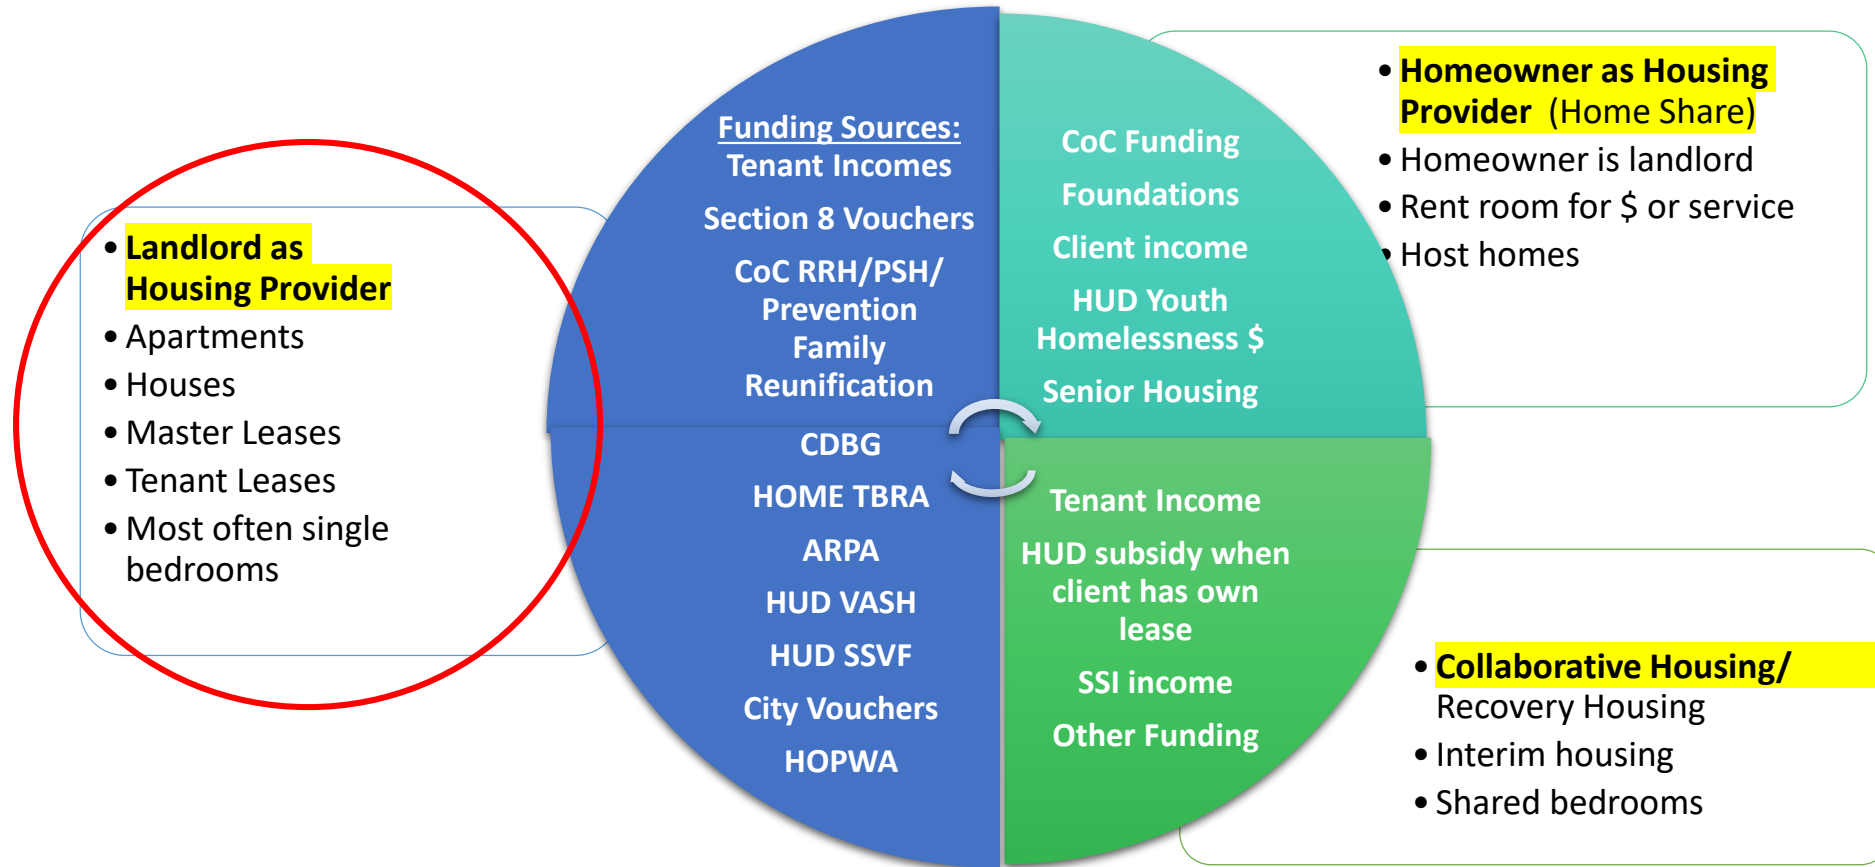 • Landlord as
Housing Provider
• Apartments
• Houses
• Master Leases
• Tenant Leases
• Most often single
bedrooms
Funding Sources:
Tenant Incomes
Section 8 Vouchers
CoC RRH/PSH/
Prevention
Family
Reunification
CDBG
HOME TBRA
ARPA
HUD VASH
HUD SSVF
City Vouchers
HOPWA
CoC Funding
Foundations
Client income
HUD Youth
Homelessness $
Senior Housing
Tenant Income
HUD subsidy when
client has own
lease
SSI income
Other Funding
• Homeowner as Housing
Provider (Home Share)
• Homeowner is landlord
• Rent room for $ or service
• Host homes
• Collaborative Housing/
Recovery Housing
• Interim housing
• Shared bedrooms